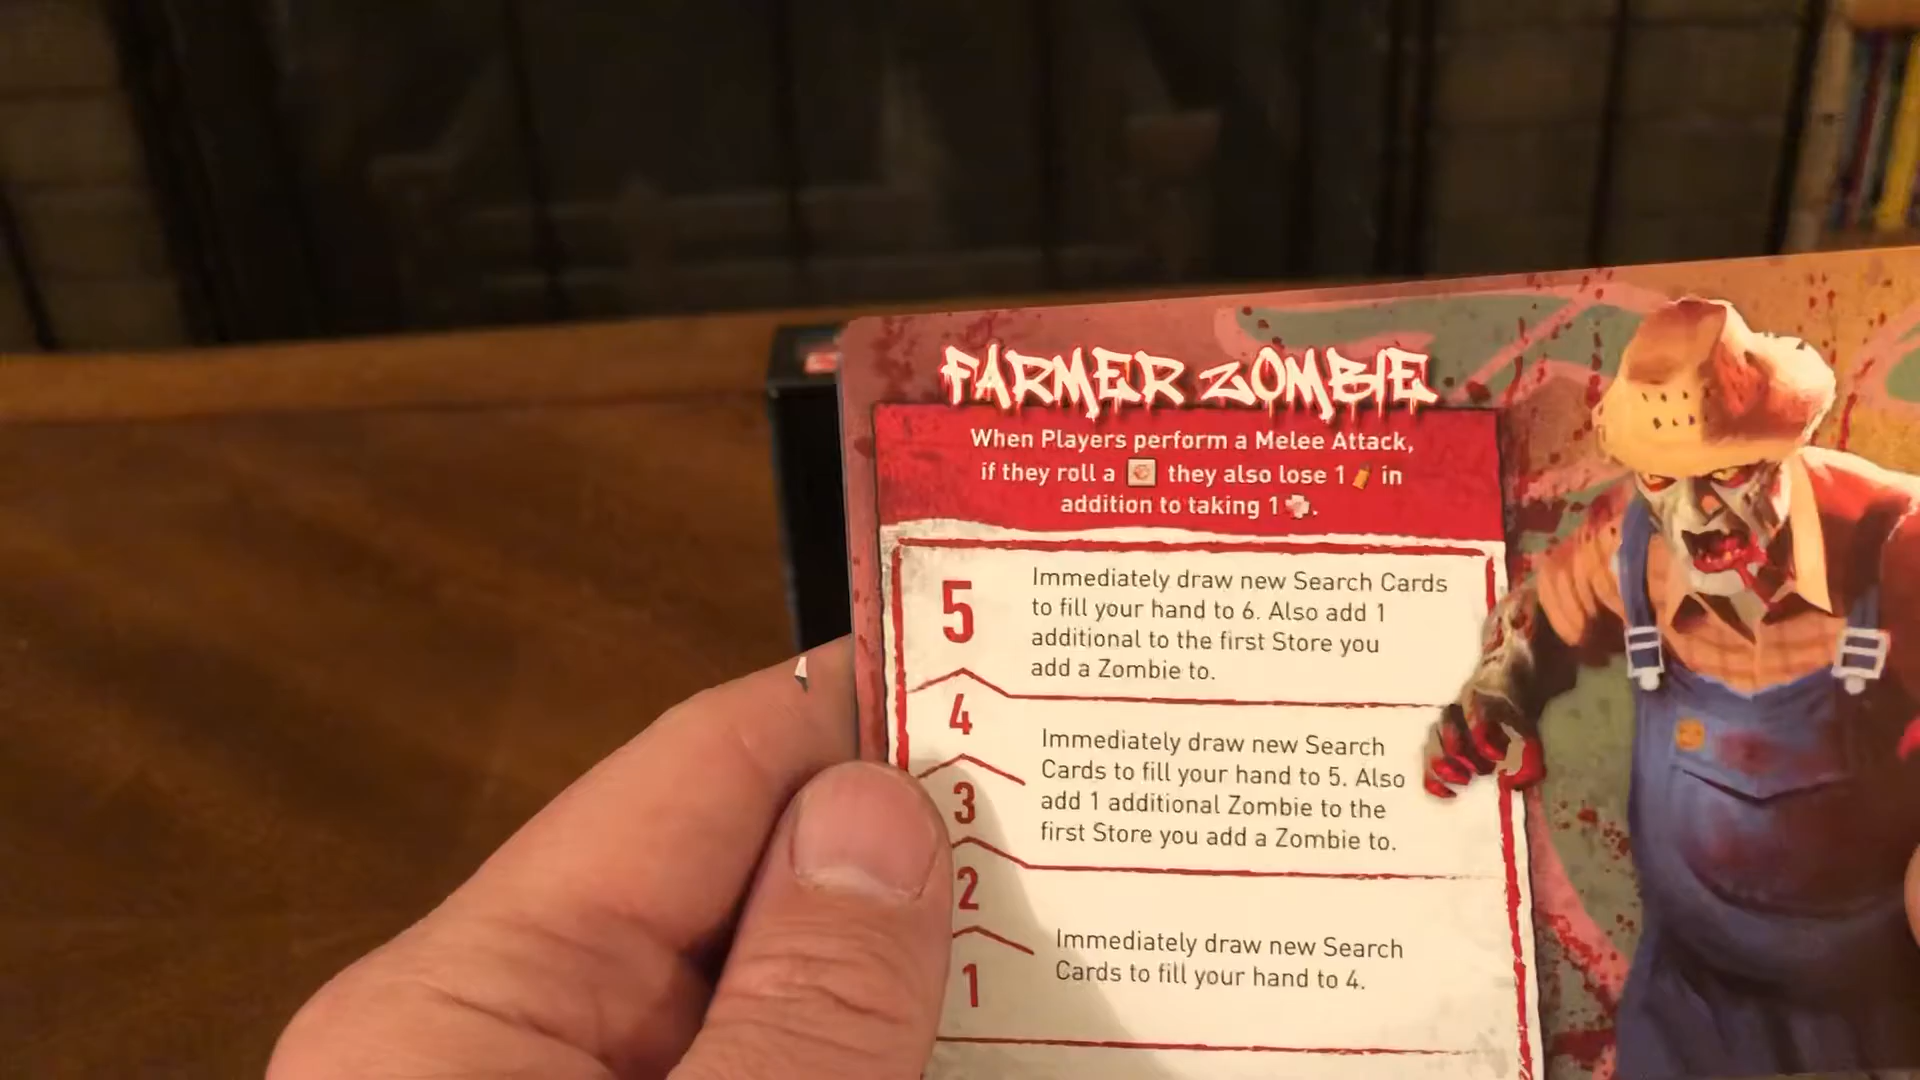 FARMER ZOMBIE
When Players perform a Melee Attack,
if they roll a they also lose 1 in
addition to taking 1 .
5
Immediately draw new Search Cards
to fill your hand to 6. Also add 1
additional to the first Store you
add a Zombie to.
4
3
Immediately draw new Search
Cards to fill your hand to 5. Also
add 1 additional Zombie to the
first Store you add a Zombie to.
2
1
Immediately draw new Search
Cards to fill your hand to 4.